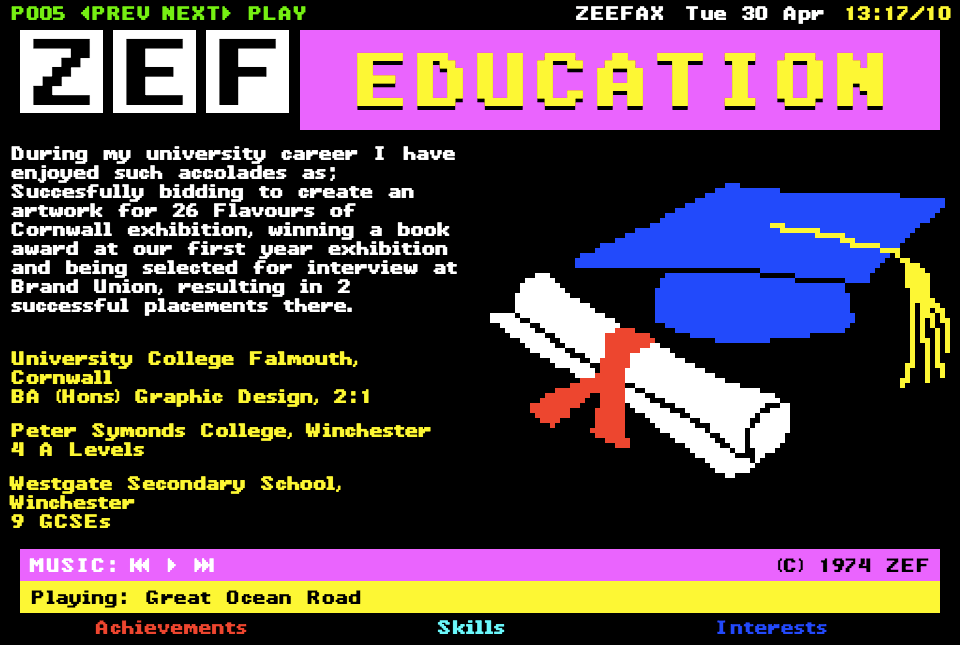 P005 ◀PREV NEXT▶ PLAY ZEEFAX Tue 30 Apr 13:17/10
ZEF EDUCATION
During my university career I have
enjoyed such accolades as;
Succesfully bidding to create an
artwork for 26 Flavours of
Cornwall exhibition, winning a book
award at our first year exhibition
and being selected for interview at
Brand Union, resulting in 2
successful placements there.
University College Falmouth,
Cornwall
BA (Hons) Graphic Design, 2:1
Peter Symonds College, Winchester
4 A Levels
Westgate Secondary School,
Winchester
9 GCSEs
MUSIC: ⏮ ▶ ⏭ (C) 1974 ZEF
Playing: Great Ocean Road
Achievements Skills Interests